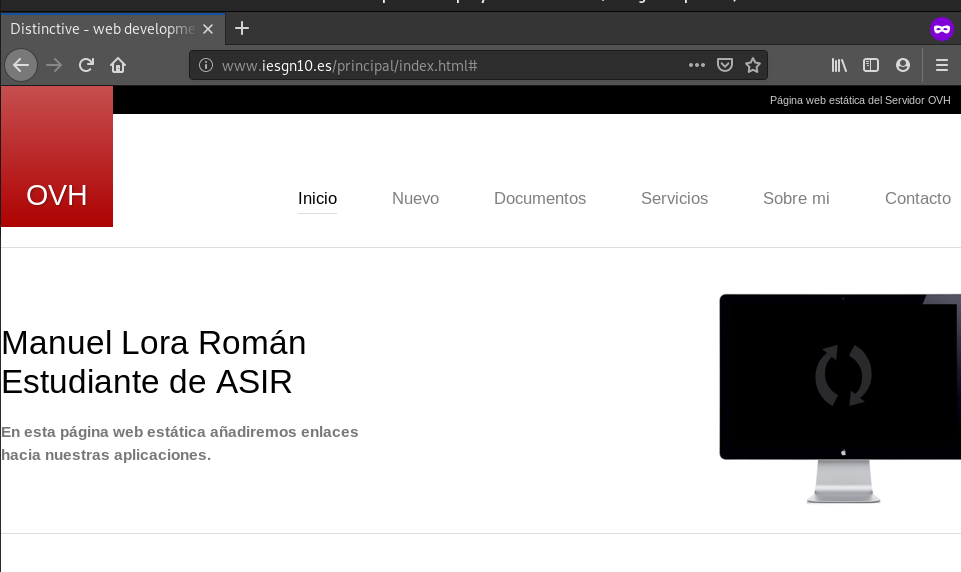 Distinctive - web developme
www.iesgn10.es/principal/index.html#
Página web estática del Servidor OVH
OVH
Inicio
Nuevo
Documentos
Servicios
Sobre mi
Contacto
Manuel Lora Román
Estudiante de ASIR
En esta página web estática añadiremos enlaces
hacia nuestras aplicaciones.